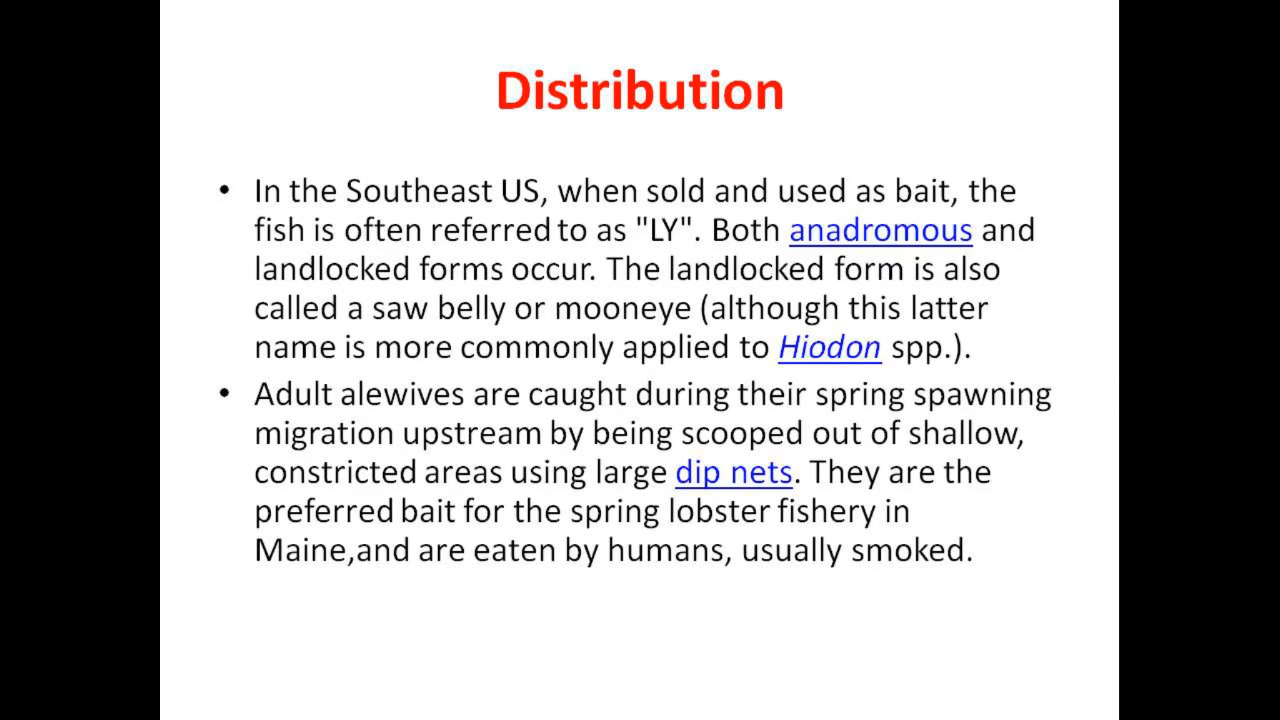 Distribution
• In the Southeast US, when sold and used as bait, the
fish is often referred to as "LY". Both anadromous and
landlocked forms occur. The landlocked form is also
called a saw belly or mooneye (although this latter
name is more commonly applied to Hiodon spp.).
• Adult alewives are caught during their spring spawning
migration upstream by being scooped out of shallow,
constricted areas using large dip nets. They are the
preferred bait for the spring lobster fishery in
Maine,and are eaten by humans, usually smoked.